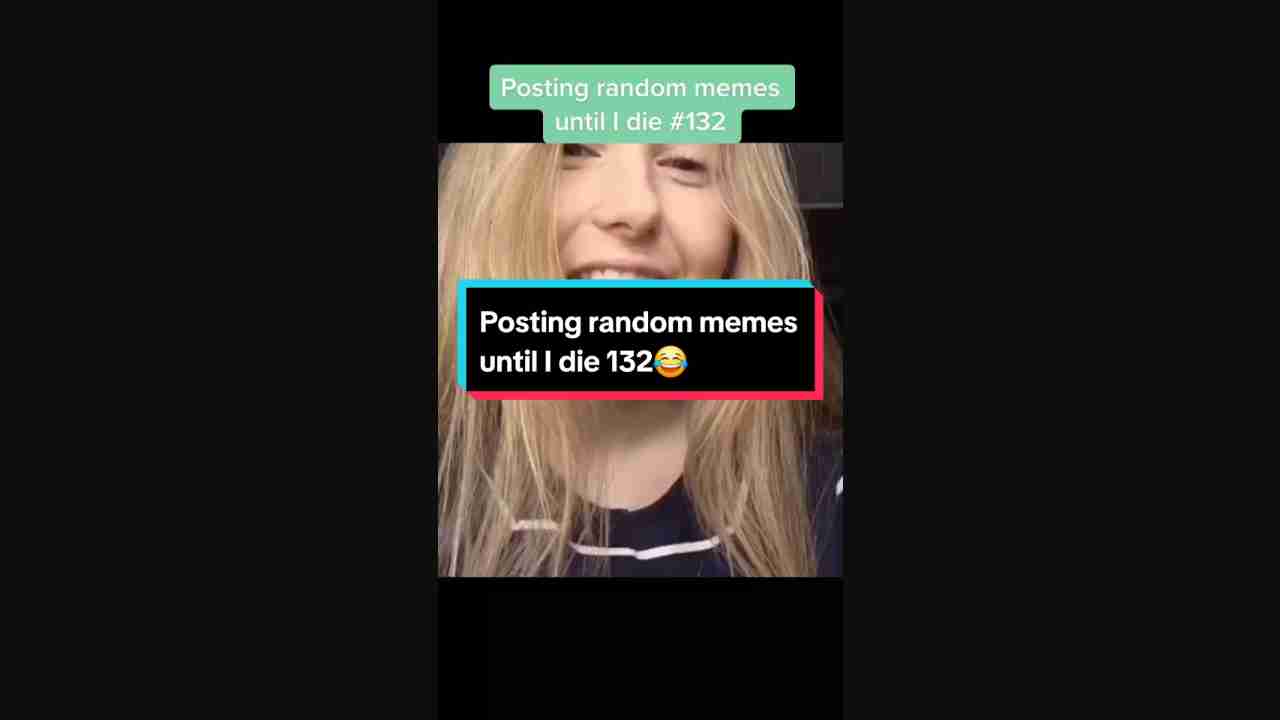 Posting random memes
until I die #132
Posting random memes
until I die 132😂